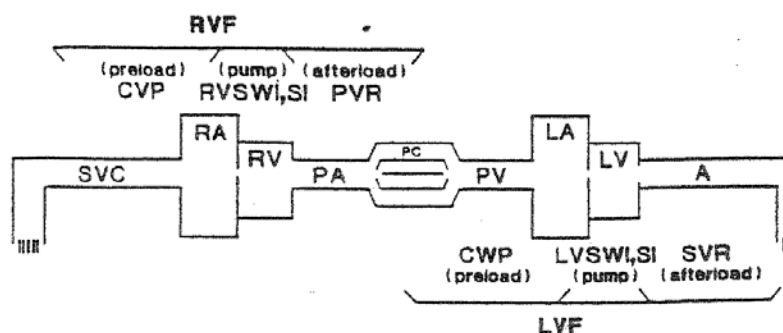 RVF
(preload) (pump) (afterload)
CVP RVSWI,SI PVR
RA LA
RV PC LV
SVC PA PV A
CWP LVSWI,SI SVR
(preload) (pump) (afterload)
LVF